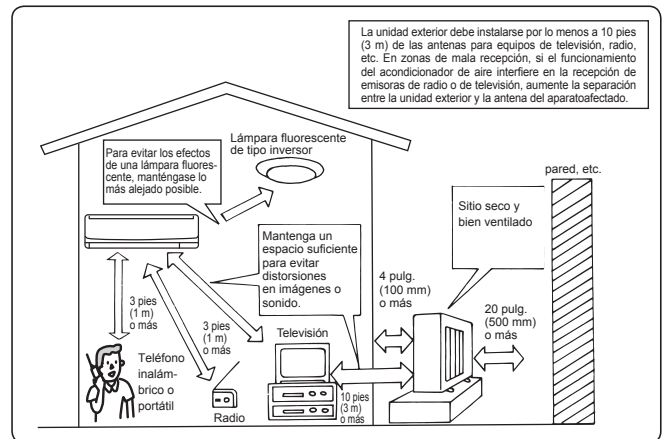 La unidad exterior debe instalarse por lo menos a 10 pies
(3 m) de las antenas para equipos de televisión, radio,
etc. En zonas de mala recepción, si el funcionamiento
del acondicionador de aire interfiere en la recepción de
emisoras de radio o de televisión, aumente la separación
entre la unidad exterior y la antena del aparatoafectado.
Lámpara fluorescente
de tipo inversor
Para evitar los efectos
de una lámpara fluores-
cente, manténgase lo
más alejado posible.
pared, etc.
Sitio seco y
bien ventilado
Mantenga un
espacio suficiente
para evitar
distorsiones
en imágenes o
sonido.
4 pulg.
(100 mm)
o más
20 pulg.
(500 mm)
o más
3 pies
(1 m)
o más
3 pies
(1 m)
o más
Televisión
Teléfono
inalám-
brico o
portátil
Radio
10 pies
(3 m)
o más